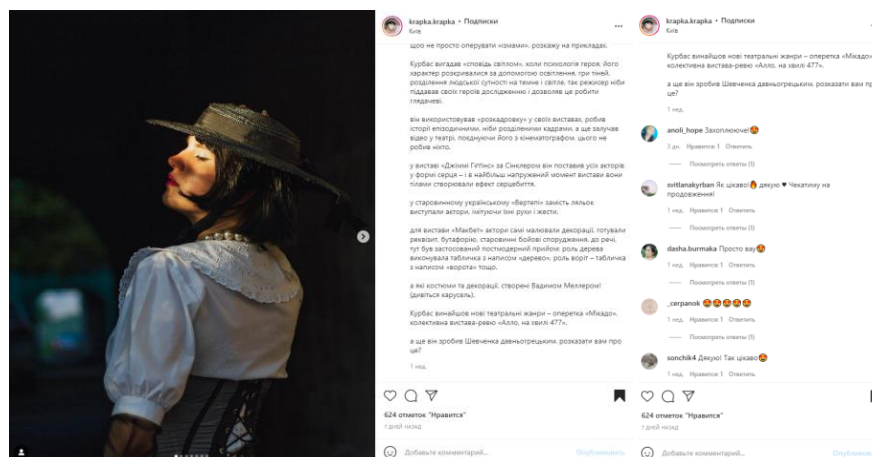 krapka.krapka • Подписки
Київ
щоб не просто оперувати «ізмами», розкажу на прикладах.
Курбас вигадав «сповідь світлом», коли психологія героя, його
характер розкривалися за допомогою освітлення, гри тіней,
розділення людської сутності на темне і світле, так режисер ніби
піддавав своїх героїв дослідженню і дозволяв це робити
глядачеві.
він використовував «розкадровку» у своїх виставах, робив
історії епізодичними, ніби розділеними кадрами, а ще залучав
відео у театрі, поєднуючи його з кінематографом. цього не
робив ніхто.
у виставі «Джіммі Гіґґінс» за Сінклером він поставив усіх акторів
у формі серця – і в найбільш напружений момент вистави вони
тілами створювали ефект серцебиття.
у старовинному українському «Вертепі» замість ляльок
виступали актори, імітуючи їхні рухи і жести.
для вистави «Макбет» актори самі малювали декорації, готували
реквізит, бутафорію, старовинні бойові спорудження, до речі,
тут був застосований постмодерний прийом: роль дерева
виконувала табличка з написом «дерево», роль воріт – табличка
з написом «ворота» тощо.
а які костюми та декорації, створені Вадимом Меллером!
(дивіться карусель).
Курбас винайшов нові театральні жанри – оперетка «Мікадо»,
колективна вистава-ревю «Алло, на хвилі 477».
а ще він зробив Шевченка давньогрецьким. розказати вам про
це?
1 нед.
624 отметок "Нравится"
7 дней назад
Добавьте комментарий...
Опубликовать
krapka.krapka • Подписки
Київ
Курбас винайшов нові театральні жанри – оперетка «Мікадо»,
колективна вистава-ревю «Алло, на хвилі 477».
а ще він зробив Шевченка давньогрецьким. розказати вам пр
це?
1 нед.
anoli_hope Захоплююче!😍
3 дн. Нравится: 1 Ответить
Посмотреть ответы (1)
svitlanakyrban Як цікаво!🔥 дякую ♥ Чекатиму на
продовження!
1 нед. Нравится: 1 Ответить
Посмотреть ответы (1)
dasha.burmaka Просто вау😍
1 нед. Нравится: 1 Ответить
Посмотреть ответы (1)
_cerpanok 😍😍😍😍😍
1 нед. Нравится: 1 Ответить
Посмотреть ответы (1)
sonchik4 Дякую! Так цікаво😍
1 нед. Нравится: 1 Ответить
624 отметок "Нравится"
7 дней назад
Добавьте комментарий...